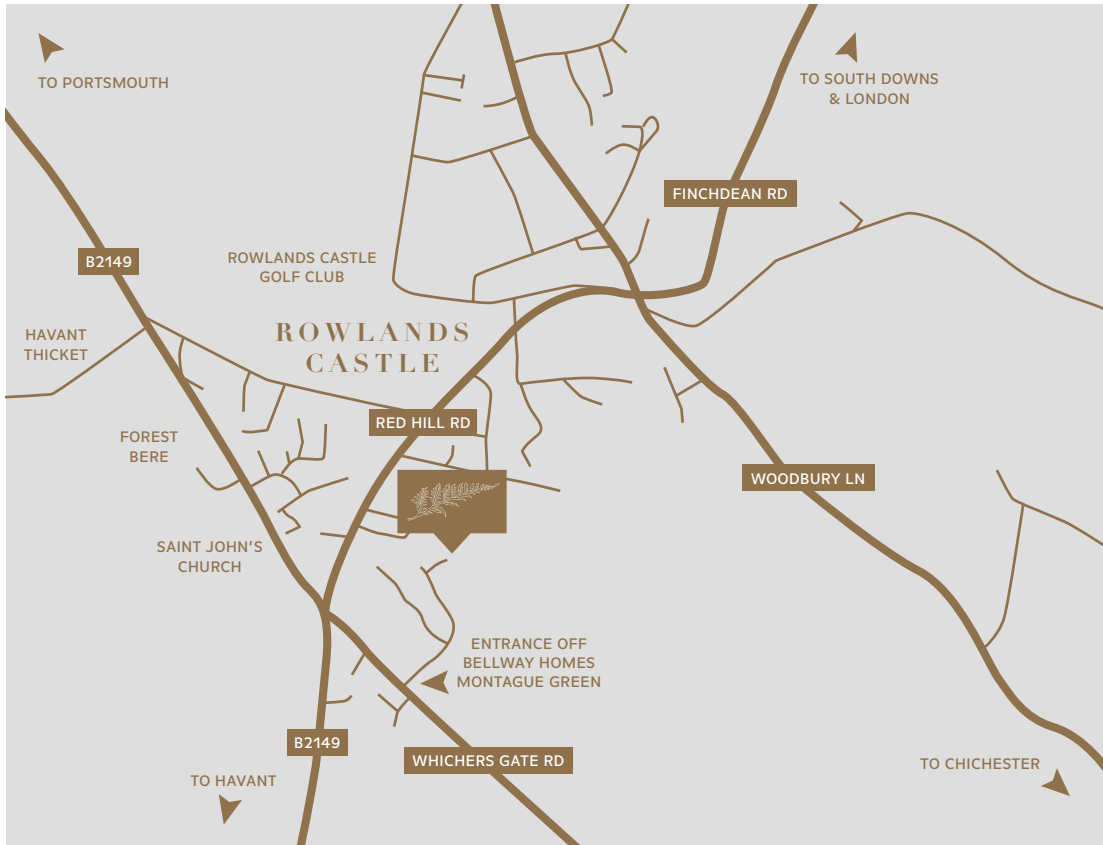 TO PORTSMOUTH
TO SOUTH DOWNS
& LONDON
FINCHDEAN RD
B2149
ROWLANDS CASTLE
GOLF CLUB
ROWLANDS
CASTLE
HAVANT
THICKET
RED HILL RD
FOREST
BERE
WOODBURY LN
SAINT JOHN'S
CHURCH
ENTRANCE OFF
BELLWAY HOMES
MONTAGUE GREEN
B2149
WHICHERS GATE RD
TO HAVANT
TO CHICHESTER